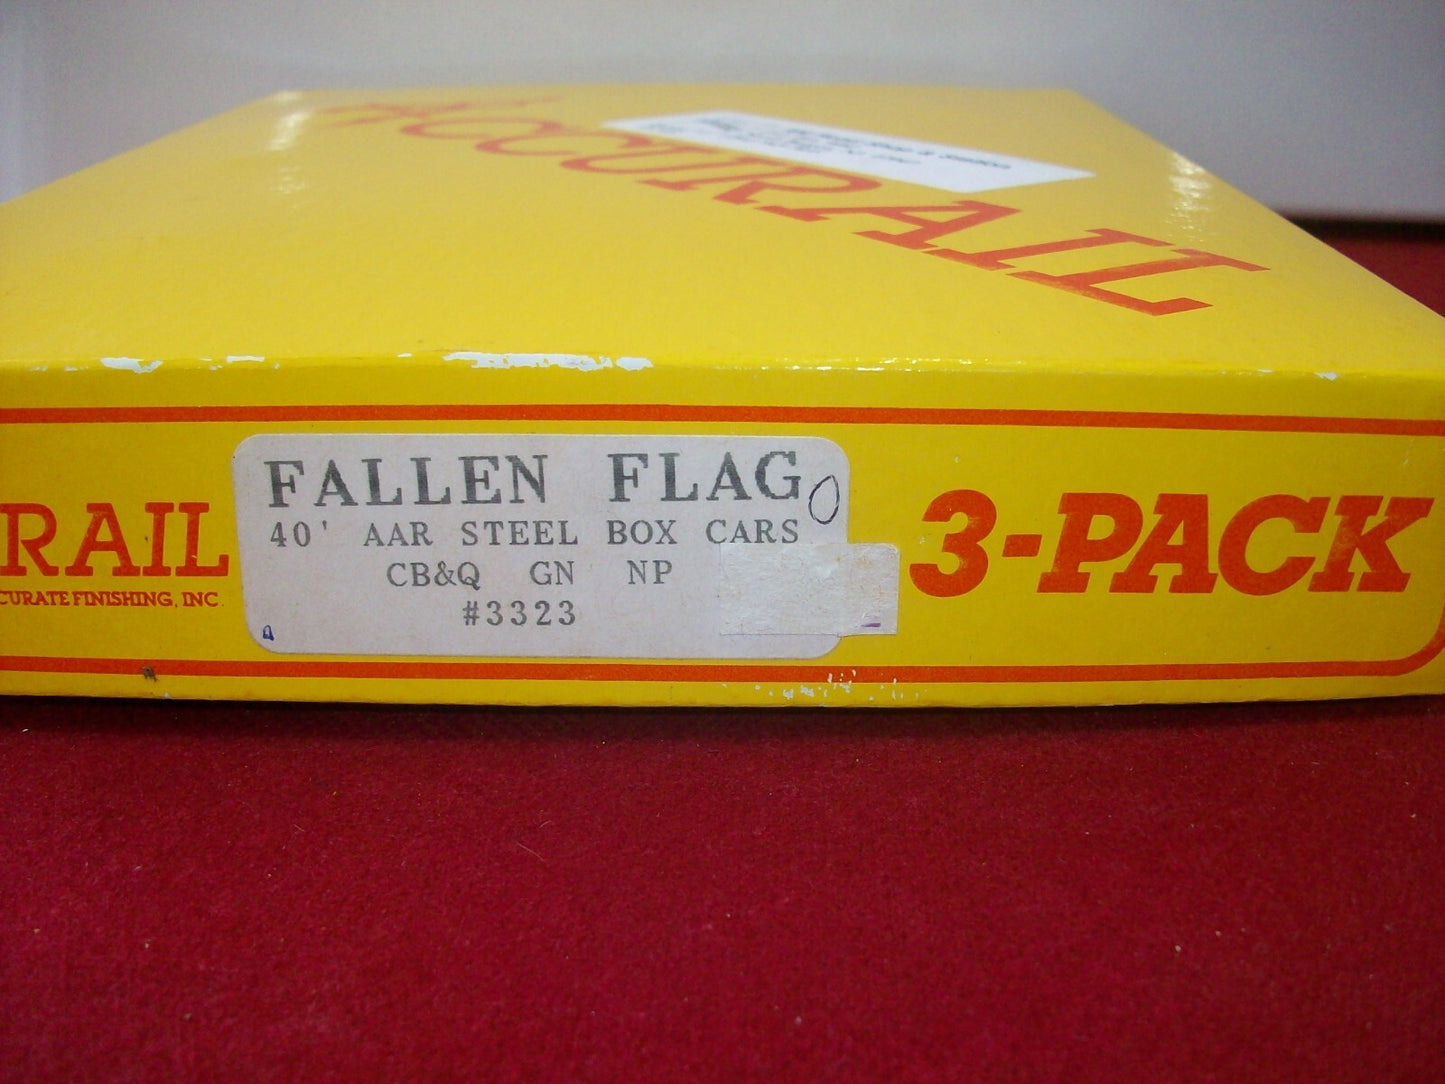 ACCURAIL
RAIL
CURATE FINISHING, INC.
FALLEN FLAG
40' AAR STEEL BOX CARS
CB&Q GN NP
#3323
3-PACK